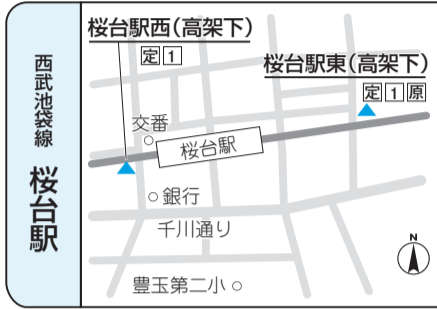 西武池袋線
桜台駅
桜台駅西(高架下)
定 1
桜台駅東(高架下)
定 1 原
交番
桜台駅
銀行
千川通り
豊玉第二小
N